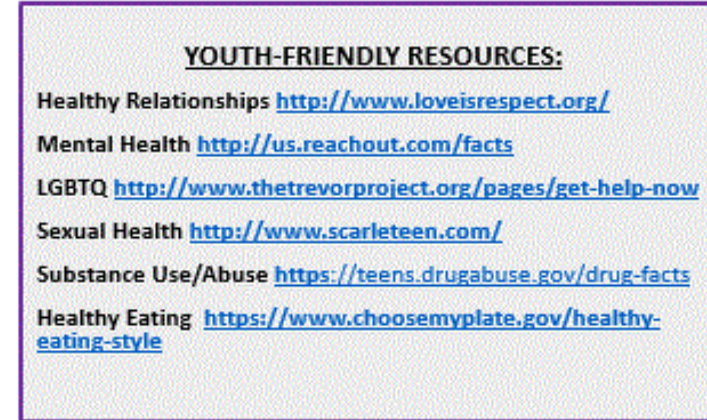 YOUTH-FRIENDLY RESOURCES:
Healthy Relationships http://www.loveisrespect.org/
Mental Health http://us.reachout.com/facts
LGBTQ http://www.thetrevorproject.org/pages/get-help-now
Sexual Health http://www.scarleteen.com/
Substance Use/Abuse https://teens.drugabuse.gov/drug-facts
Healthy Eating https://www.choosemyplate.gov/healthy-
eating-style